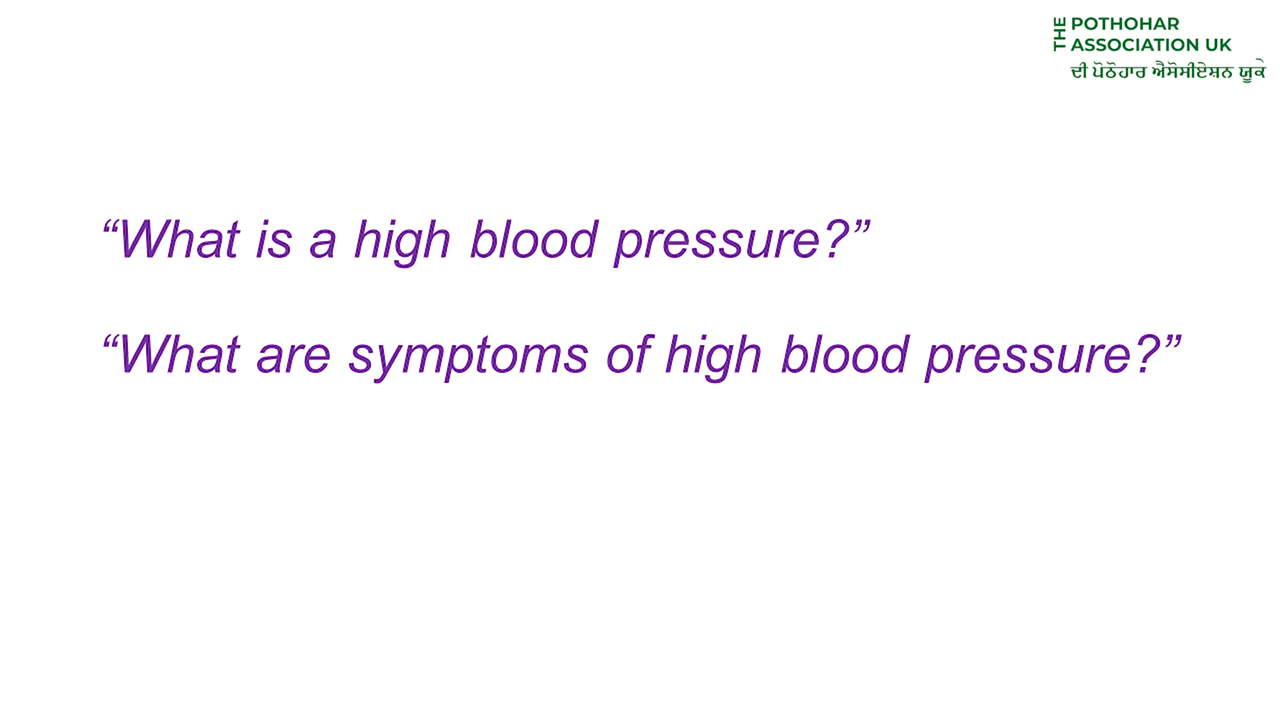 THE POTHOHAR
ASSOCIATION UK
ਦੀ ਪੋਠੋਹਾਰ ਐਸੋਸੀਏਸ਼ਨ ਯੂਕੇ
“What is a high blood pressure?”
“What are symptoms of high blood pressure?”